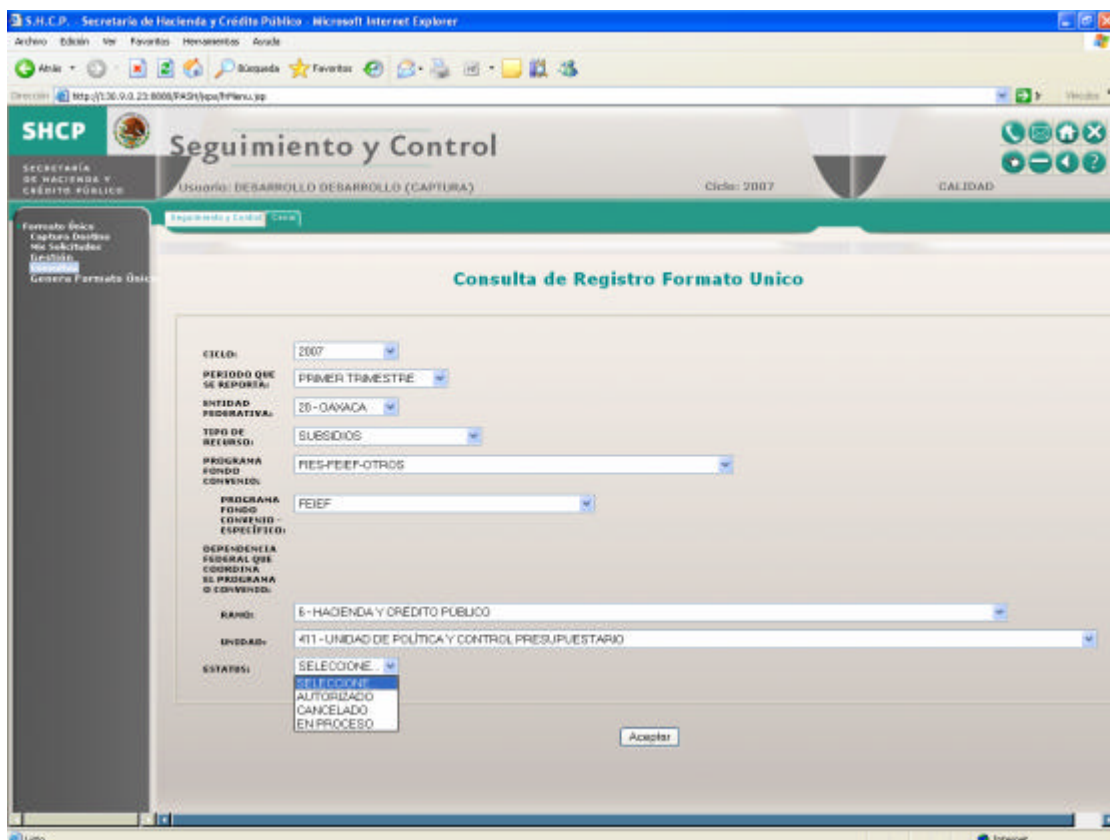 S.H.C.P. - Secretaría de Hacienda y Crédito Público - Microsoft Internet Explorer
Archivo Edición Ver Favoritos Herramientas Ayuda
Atrás Búsqueda Favoritos
Dirección
SHCP
SECRETARÍA
DE HACIENDA Y
CRÉDITO PÚBLICO
Seguimiento y Control
Usuario: DESARROLLO DESARROLLO (CAPTURA)
Ciclo: 2007
CALIDAD
Seguimiento y Control Cerrar
Formato Único
Captura Destino
Mis Solicitudes
Gestión
Consultas
Genera Formato Único
Consulta de Registro Formato Unico
CICLO: 2007
PERIODO QUE
SE REPORTA: PRIMER TRIMESTRE
ENTIDAD
FEDERATIVA: 20 - OAXACA
TIPO DE
RECURSO: SUBSIDIOS
PROGRAMA
FONDO
CONVENIO: FIES-FEIEF-OTROS
PROGRAMA
FONDO
CONVENIO -
ESPECÍFICO: FEIEF
DEPENDENCIA
FEDERAL QUE
COORDINA
EL PROGRAMA
O CONVENIO:
RAMO: 6 - HACIENDA Y CRÉDITO PÚBLICO
UNIDAD: 411 - UNIDAD DE POLÍTICA Y CONTROL PRESUPUESTARIO
ESTATUS: SELECCIONE...
SELECCIONE
AUTORIZADO
CANCELADO
EN PROCESO
Aceptar
Listo
Internet